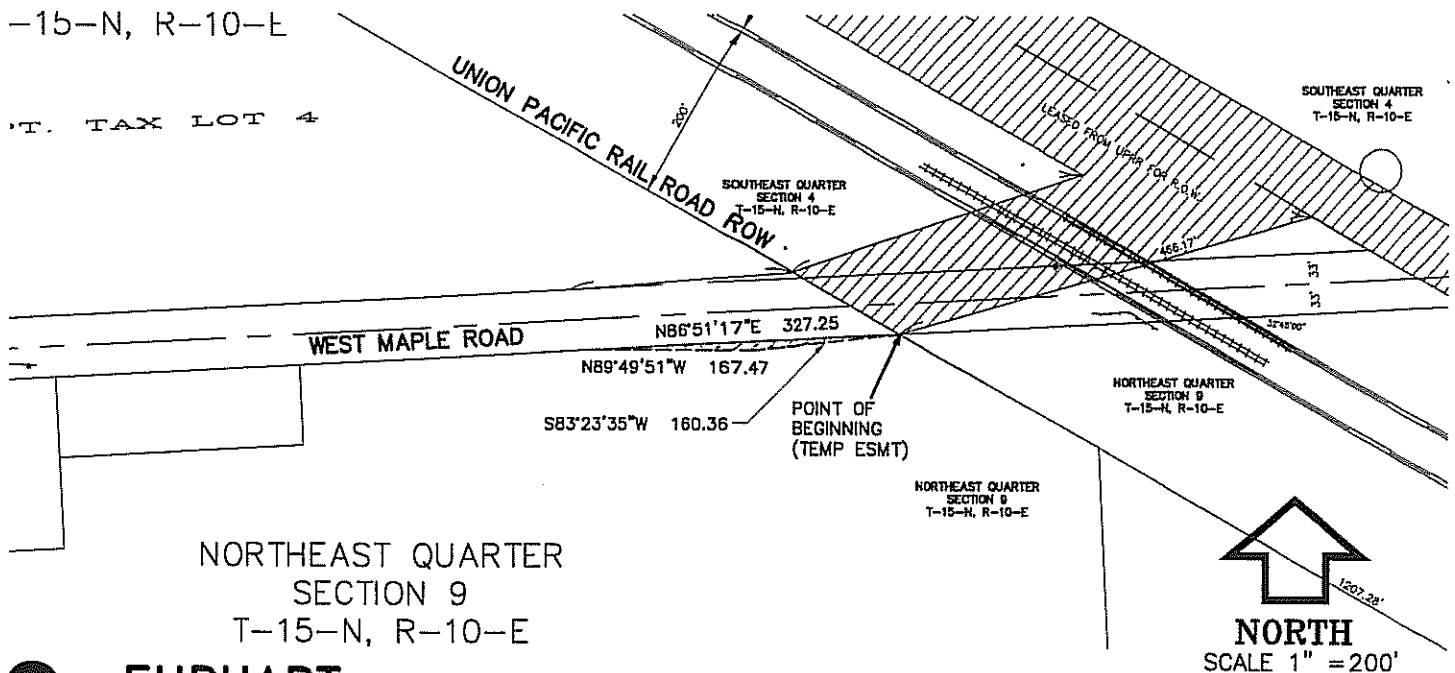 -15-N, R-10-E
'T. TAX LOT 4
UNION PACIFIC RAIL ROAD ROW
200'
SOUTHEAST QUARTER
SECTION 4
T-15-N, R-10-E
LEASED FROM UPRR FOR R.O.W.
SOUTHEAST QUARTER
SECTION 4
T-15-N, R-10-E
466.17'
33'
33'
WEST MAPLE ROAD
N86°51'17"E 327.25
N89°49'51"W 167.47
S83°23'35"W 160.36
POINT OF
BEGINNING
(TEMP ESMT)
NORTHEAST QUARTER
SECTION 9
T-15-N, R-10-E
NORTHEAST QUARTER
SECTION 9
T-15-N, R-10-E
NORTHEAST QUARTER
SECTION 9
T-15-N, R-10-E
1207.28'
NORTH
SCALE 1" =200'